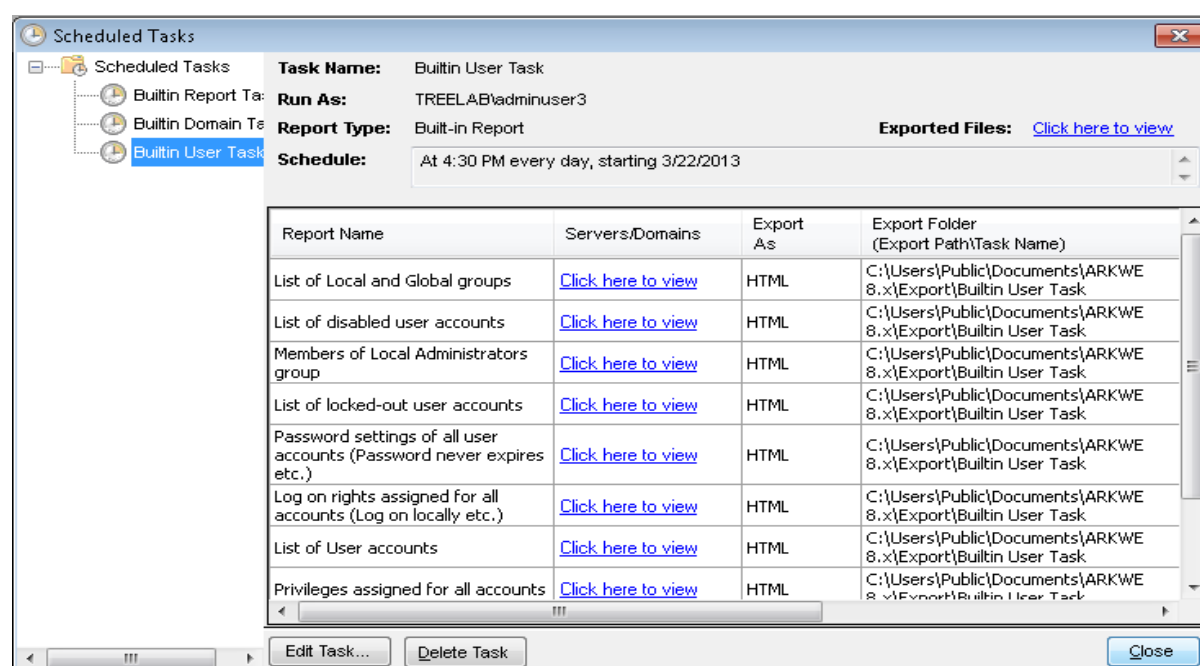 Scheduled Tasks
Scheduled Tasks
Builtin Report Ta
Builtin Domain Ta
Builtin User Task
Task Name: Builtin User Task
Run As: TREELAB\adminuser3
Report Type: Built-in Report
Exported Files: Click here to view
Schedule: At 4:30 PM every day, starting 3/22/2013
Report Name
Servers/Domains
Export
As
Export Folder
(Export Path\Task Name)
List of Local and Global groups
Click here to view
HTML
C:\Users\Public\Documents\ARKWE
8.x\Export\Builtin User Task
List of disabled user accounts
Click here to view
HTML
C:\Users\Public\Documents\ARKWE
8.x\Export\Builtin User Task
Members of Local Administrators
group
Click here to view
HTML
C:\Users\Public\Documents\ARKWE
8.x\Export\Builtin User Task
List of locked-out user accounts
Click here to view
HTML
C:\Users\Public\Documents\ARKWE
8.x\Export\Builtin User Task
Password settings of all user
accounts (Password never expires
etc.)
Click here to view
HTML
C:\Users\Public\Documents\ARKWE
8.x\Export\Builtin User Task
Log on rights assigned for all
accounts (Log on locally etc.)
Click here to view
HTML
C:\Users\Public\Documents\ARKWE
8.x\Export\Builtin User Task
List of User accounts
Click here to view
HTML
C:\Users\Public\Documents\ARKWE
8.x\Export\Builtin User Task
Privileges assigned for all accounts
Click here to view
HTML
C:\Users\Public\Documents\ARKWE
8.x\Export\Builtin User Task
Edit Task...
Delete Task
Close